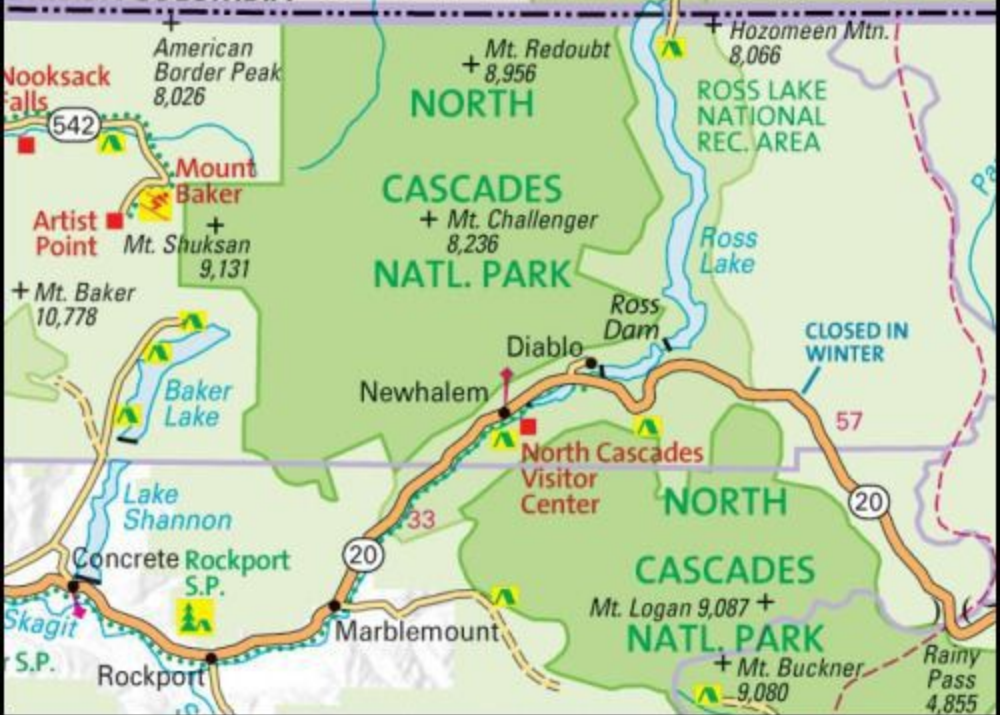 American
Border Peak
8,026
Mt. Redoubt
8,956
Hozomeen Mtn.
8,066
Nooksack
Falls
542
NORTH
CASCADES
NATL. PARK
ROSS LAKE
NATIONAL
REC. AREA
Mount
Baker
Artist
Point
Mt. Shuksan
9,131
Mt. Challenger
8,236
Ross
Lake
Mt. Baker
10,778
Ross
Dam
Diablo
CLOSED IN
WINTER
Newhalem
Baker
Lake
57
North Cascades
Visitor
Center
Lake
Shannon
33
20
20
NORTH
CASCADES
NATL. PARK
Concrete
Rockport
S.P.
Mt. Logan 9,087
Skagit
Marblemount
S.P.
Rockport
Mt. Buckner
9,080
Rainy
Pass
4,855